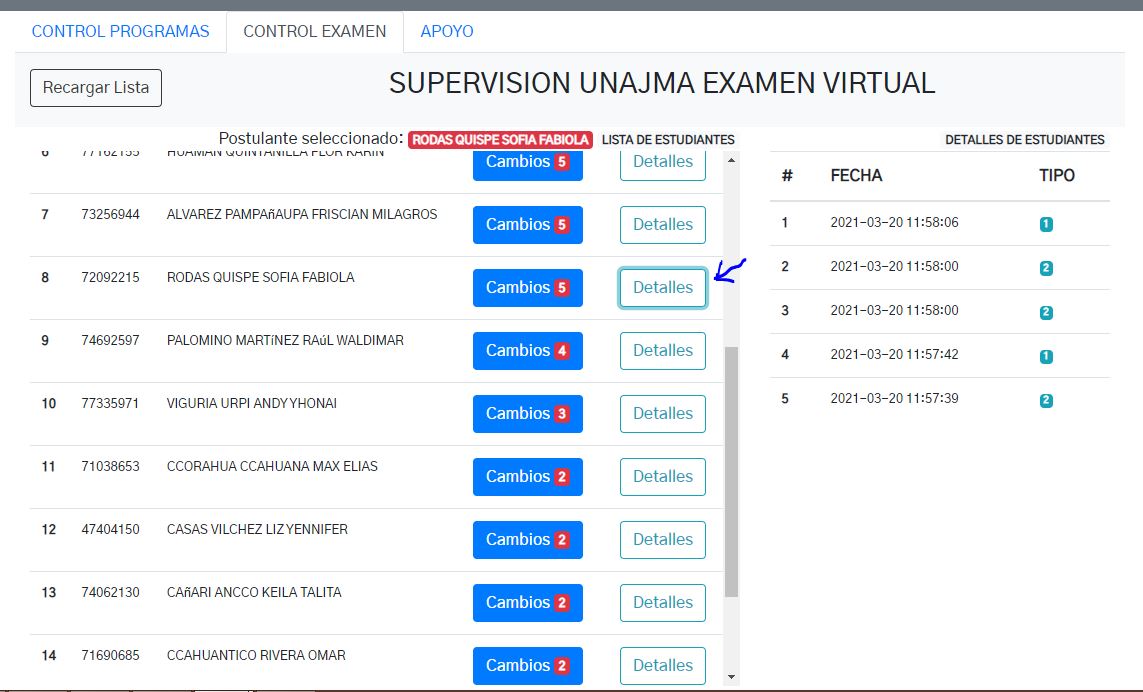 CONTROL PROGRAMAS CONTROL EXAMEN APOYO
Recargar Lista SUPERVISION UNAJMA EXAMEN VIRTUAL
Postulante seleccionado: RODAS QUISPE SOFIA FABIOLA LISTA DE ESTUDIANTES
6 77162155 HUAMAN QUINTANILLA FLOR KARIN Cambios 5 Detalles
7 73256944 ALVAREZ PAMPAñAUPA FRISCIAN MILAGROS Cambios 5 Detalles
8 72092215 RODAS QUISPE SOFIA FABIOLA Cambios 5 Detalles
9 74692597 PALOMINO MARTíNEZ RAúL WALDIMAR Cambios 4 Detalles
10 77335971 VIGURIA URPI ANDY YHONAI Cambios 3 Detalles
11 71038653 CCORAHUA CCAHUANA MAX ELIAS Cambios 2 Detalles
12 47404150 CASAS VILCHEZ LIZ YENNIFER Cambios 2 Detalles
13 74062130 CAñARI ANCCO KEILA TALITA Cambios 2 Detalles
14 71690685 CCAHUANTICO RIVERA OMAR Cambios 2 Detalles
DETALLES DE ESTUDIANTES
# FECHA TIPO
1 2021-03-20 11:58:06 1
2 2021-03-20 11:58:00 2
3 2021-03-20 11:58:00 2
4 2021-03-20 11:57:42 1
5 2021-03-20 11:57:39 2